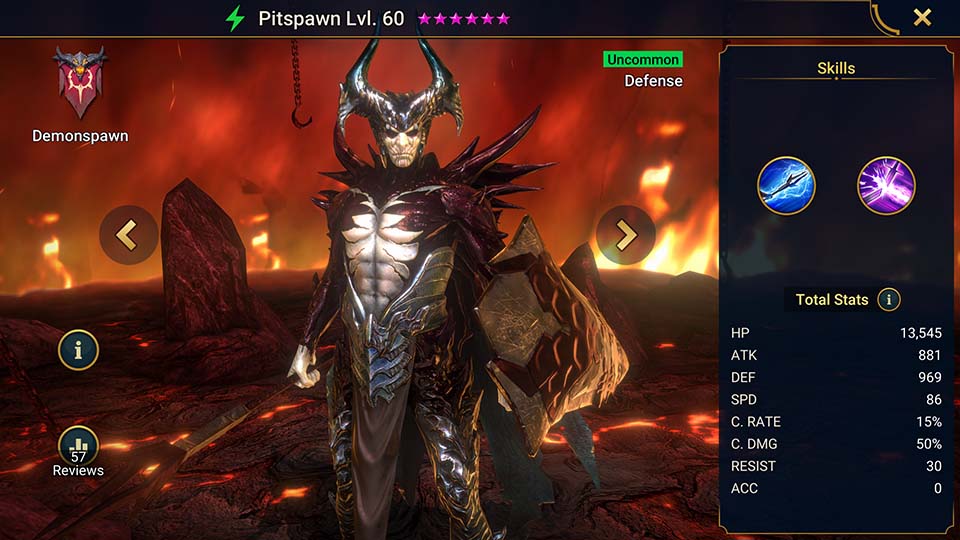 Pitspawn Lvl. 60
Demonspawn
Uncommon
Defense
57
Reviews
Skills
Total Stats
HP 13,545
ATK 881
DEF 969
SPD 86
C. RATE 15%
C. DMG 50%
RESIST 30
ACC 0